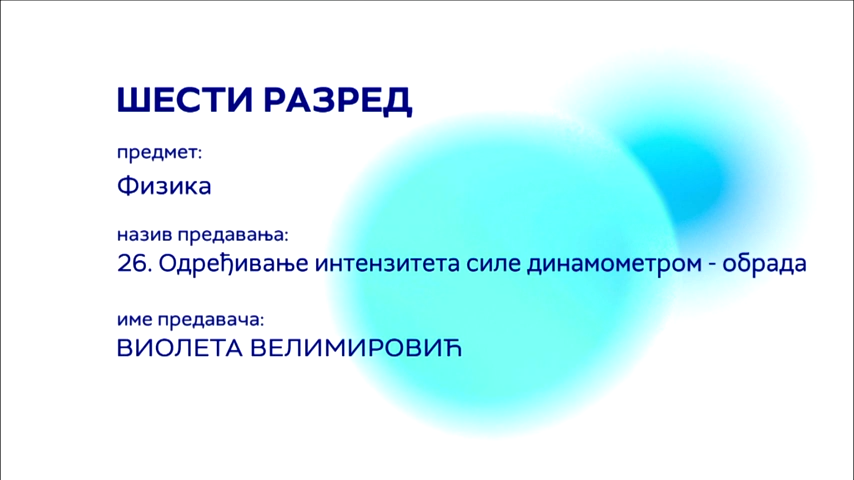 ШЕСТИ РАЗРЕД
предмет:
Физика
назив предавања:
26. Одређивање интензитета силе динамометром - обрада
име предавача:
ВИОЛЕТА ВЕЛИМИРОВИЋ